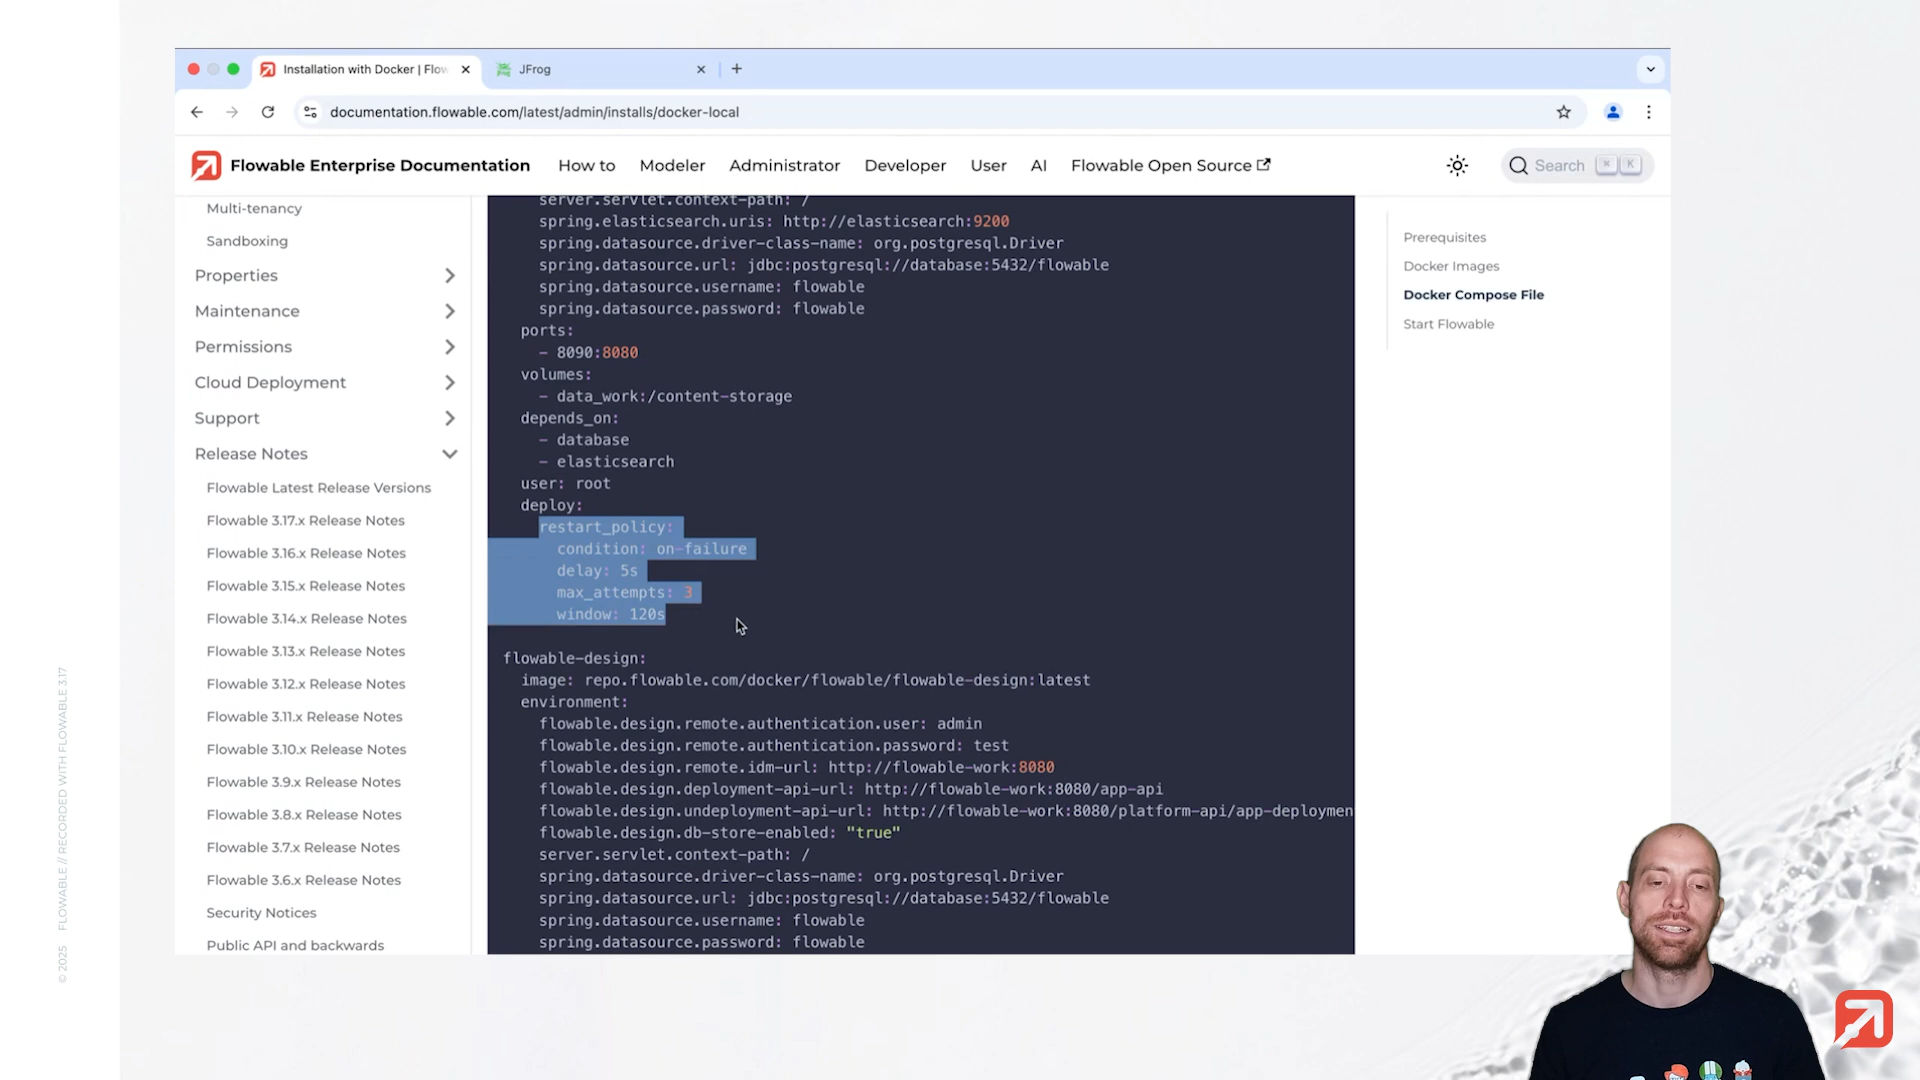 Installation with Docker | Flow
JFrog
documentation.flowable.com/latest/admin/installs/docker-local
Flowable Enterprise Documentation
How to
Modeler
Administrator
Developer
User
AI
Flowable Open Source
Search
K
Multi-tenancy
Sandboxing
Properties
Maintenance
Permissions
Cloud Deployment
Support
Release Notes
Flowable Latest Release Versions
Flowable 3.17.x Release Notes
Flowable 3.16.x Release Notes
Flowable 3.15.x Release Notes
Flowable 3.14.x Release Notes
Flowable 3.13.x Release Notes
Flowable 3.12.x Release Notes
Flowable 3.11.x Release Notes
Flowable 3.10.x Release Notes
Flowable 3.9.x Release Notes
Flowable 3.8.x Release Notes
Flowable 3.7.x Release Notes
Flowable 3.6.x Release Notes
Security Notices
Public API and backwards
server.servlet.context-path: /
spring.elasticsearch.uris: http://elasticsearch:9200
spring.datasource.driver-class-name: org.postgresql.Driver
spring.datasource.url: jdbc:postgresql://database:5432/flowable
spring.datasource.username: flowable
spring.datasource.password: flowable
ports:
- 8090:8080
volumes:
- data_work:/content-storage
depends_on:
- database
- elasticsearch
user: root
deploy:
restart_policy:
condition: on-failure
delay: 5s
max_attempts: 3
window: 120s
flowable-design:
image: repo.flowable.com/docker/flowable/flowable-design:latest
environment:
flowable.design.remote.authentication.user: admin
flowable.design.remote.authentication.password: test
flowable.design.remote.idm-url: http://flowable-work:8080
flowable.design.deployment-api-url: http://flowable-work:8080/app-api
flowable.design.undeployment-api-url: http://flowable-work:8080/platform-api/app-deploymen
flowable.design.db-store-enabled: "true"
server.servlet.context-path: /
spring.datasource.driver-class-name: org.postgresql.Driver
spring.datasource.url: jdbc:postgresql://database:5432/flowable
spring.datasource.username: flowable
spring.datasource.password: flowable
Prerequisites
Docker Images
Docker Compose File
Start Flowable
© 2025 FLOWABLE // RECORDED WITH FLOWABLE 3.17